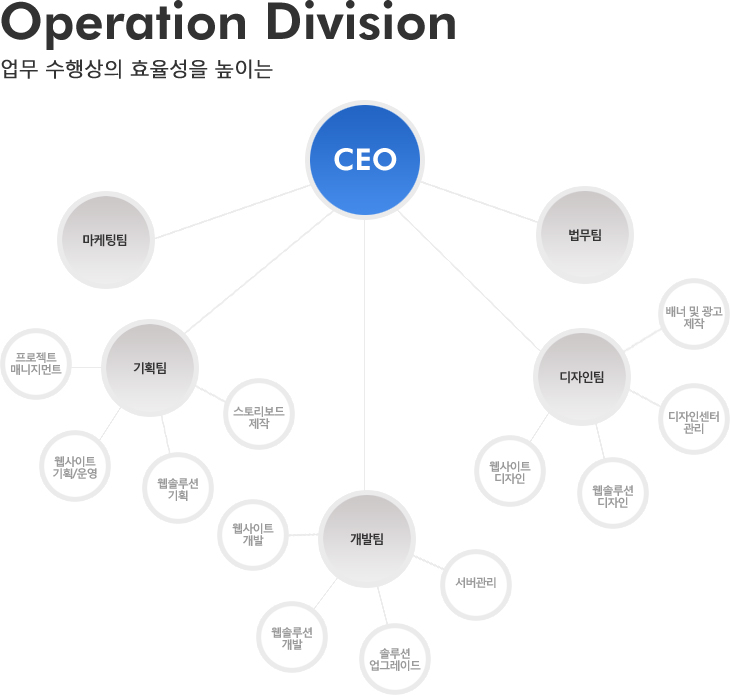 Operation Division
업무 수행상의 효율성을 높이는
CEO
마케팅팀
법무팀
기획팀
프로젝트
매니지먼트
웹사이트
기획/운영
웹솔루션
기획
스토리보드
제작
디자인팀
배너 및 광고
제작
디자인센터
관리
웹사이트
디자인
웹솔루션
디자인
개발팀
웹사이트
개발
웹솔루션
개발
솔루션
업그레이드
서버관리